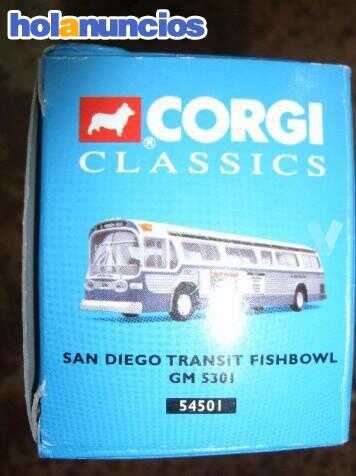 holanuncios
CORGI
®
CLASSICS
SAN DIEGO TRANSIT FISHBOWL
GM 5301
54501